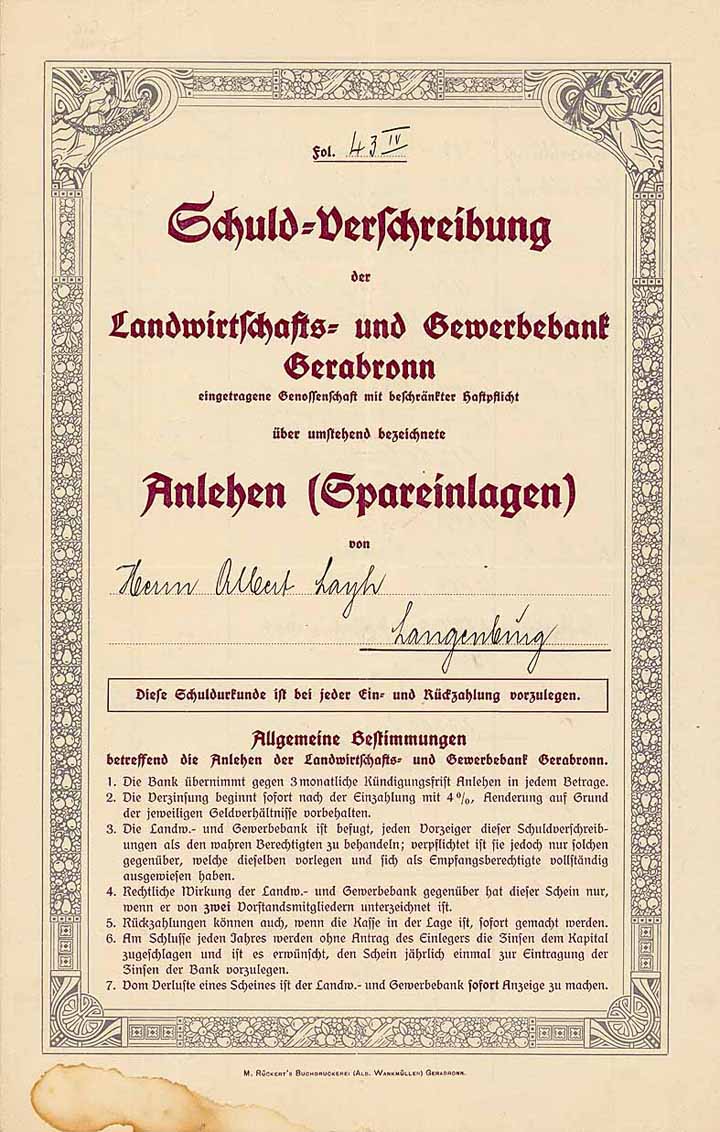 Fol. 43 IV
Schuld-Verschreibung
der
Landwirtschafts- und Gewerbebank
Gerabronn
eingetragene Genossenschaft mit beschränkter Haftpflicht
über umstehend bezeichnete
Anlehen (Spareinlagen)
von
Herrn Albert Layh
Langenburg
Diese Schuldurkunde ist bei jeder Ein- und Rückzahlung vorzulegen.
Allgemeine Bestimmungen
betreffend die Anlehen der Landwirtschafts- und Gewerbebank Gerabronn.
1. Die Bank übernimmt gegen 3 monatliche Kündigungsfrist Anlehen in jedem Betrage.
2. Die Verzinsung beginnt sofort nach der Einzahlung mit 4 %, Aenderung auf Grund
der jeweiligen Geldverhältnisse vorbehalten.
3. Die Landw.- und Gewerbebank ist befugt, jeden Vorzeiger dieser Schuldverschreib-
ungen als den wahren Berechtigten zu behandeln; verpflichtet ist sie jedoch nur solchen
gegenüber, welche dieselben vorlegen und sich als Empfangsberechtigte vollständig
ausgewiesen haben.
4. Rechtliche Wirkung der Landw.- und Gewerbebank gegenüber hat dieser Schein nur,
wenn er von zwei Vorstandsmitgliedern unterzeichnet ist.
5. Rückzahlungen können auch, wenn die Kasse in der Lage ist, sofort gemacht werden.
6. Am Schlusse jeden Jahres werden ohne Antrag des Einlegers die Zinsen dem Kapital
zugeschlagen und ist es erwünscht, den Schein jährlich einmal zur Eintragung der
Zinsen der Bank vorzulegen.
7. Vom Verluste eines Scheines ist der Landw.- und Gewerbebank sofort Anzeige zu machen.
M. Rückert's Buchdruckerei (Alb. Wankmüller) Gerabronn.